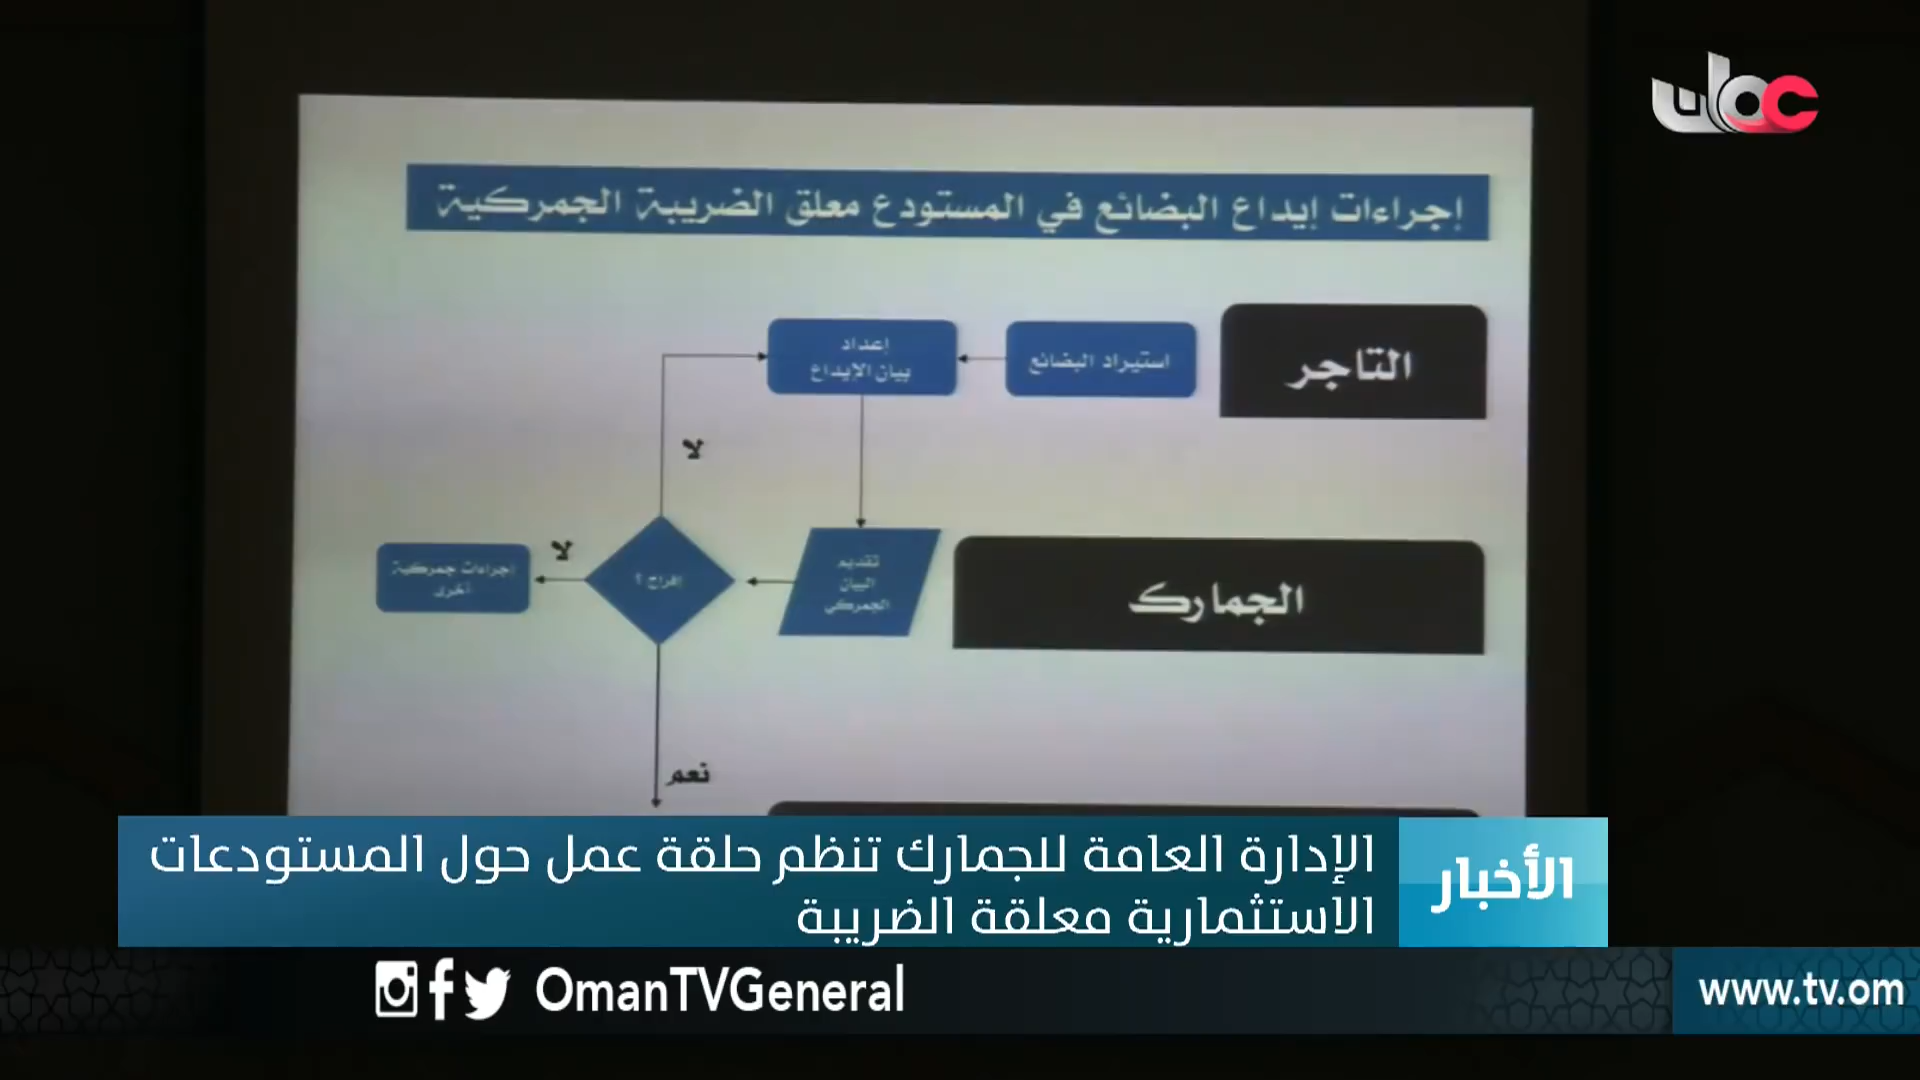 عمان
إجراءات إيداع البضائع في المستودع معلق الضريبة الجمركية
التاجر
استيراد البضائع
إعداد
بيان الإيداع
لا
الجمارك
تقديم
البيان
الجمركي
إفراج ؟
لا
إجراءات جمركية
أخرى
نعم
الأخبار
الإدارة العامة للجمارك تنظم حلقة عمل حول المستودعات
الاستثمارية معلقة الضريبة
OmanTVGeneral
www.tv.om